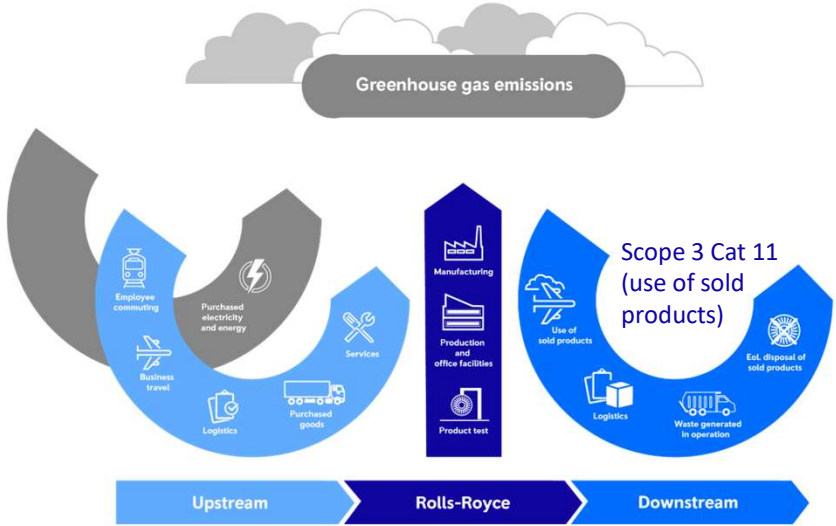 Greenhouse gas emissions
Employee
commuting
Business
travel
Logistics
Purchased
goods
Services
Purchased
electricity
and energy
Manufacturing
Production
and
office facilities
Product test
Scope 3 Cat 11
(use of sold
products)
Use of
sold products
Logistics
Waste generated
in operation
EoL disposal of
sold products
Upstream
Rolls-Royce
Downstream